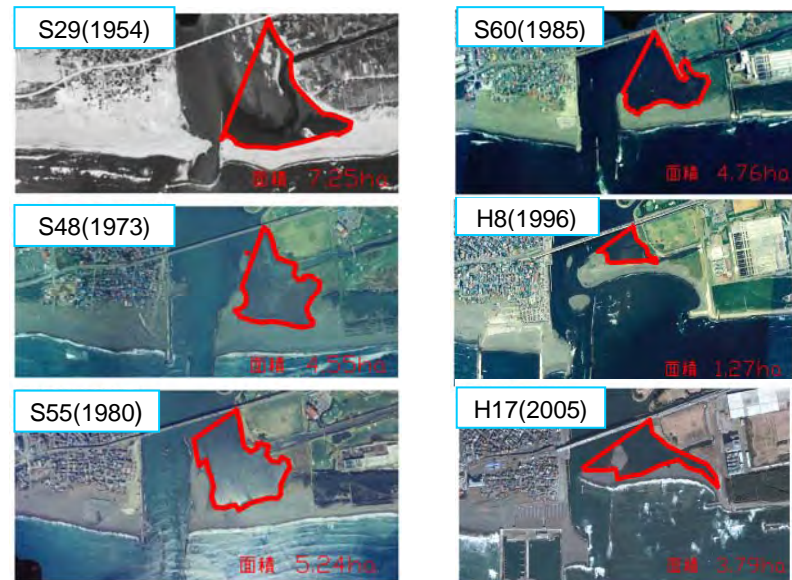 S29(1954)
面積 7.25ha
S48(1973)
面積 4.55ha
S55(1980)
面積 5.24ha
S60(1985)
面積 4.76ha
H8(1996)
面積 1.27ha
H17(2005)
面積 3.79ha